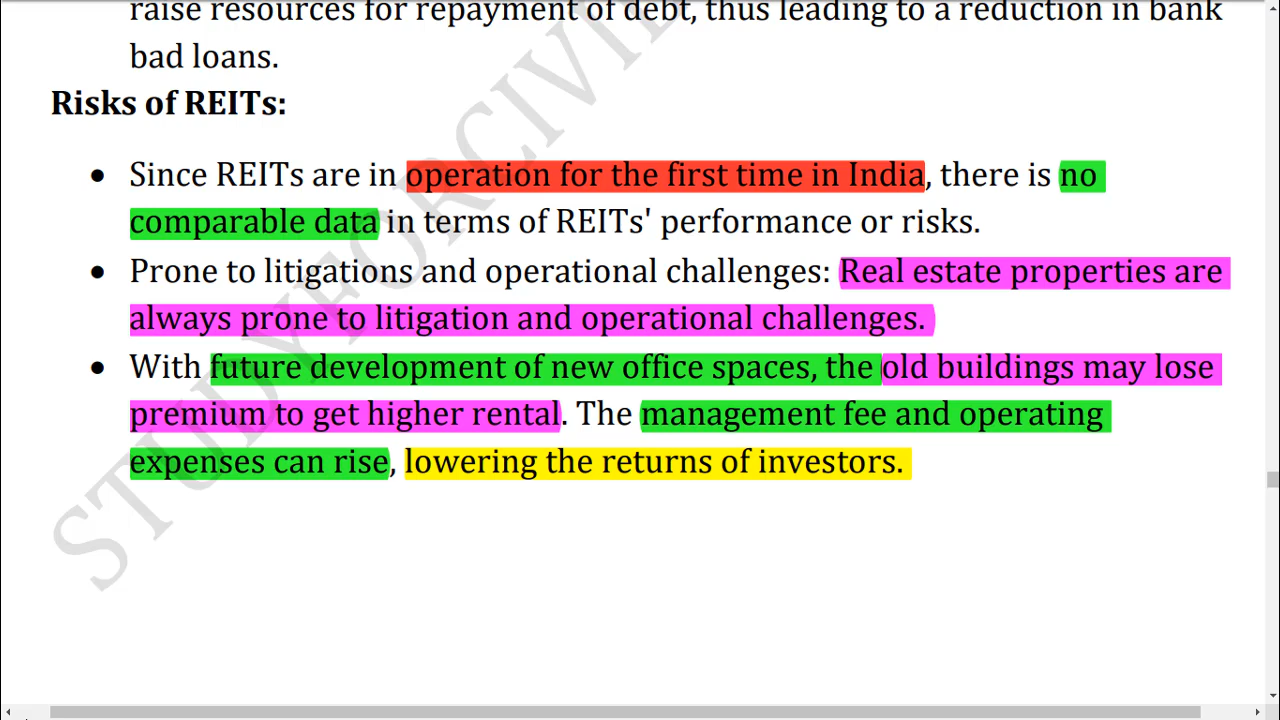 raise resources for repayment of debt, thus leading to a reduction in bank
bad loans.
Risks of REITs:
• Since REITs are in operation for the first time in India, there is no
comparable data in terms of REITs' performance or risks.
• Prone to litigations and operational challenges: Real estate properties are
always prone to litigation and operational challenges.
• With future development of new office spaces, the old buildings may lose
premium to get higher rental. The management fee and operating
expenses can rise, lowering the returns of investors.
STUDYFORCIVI